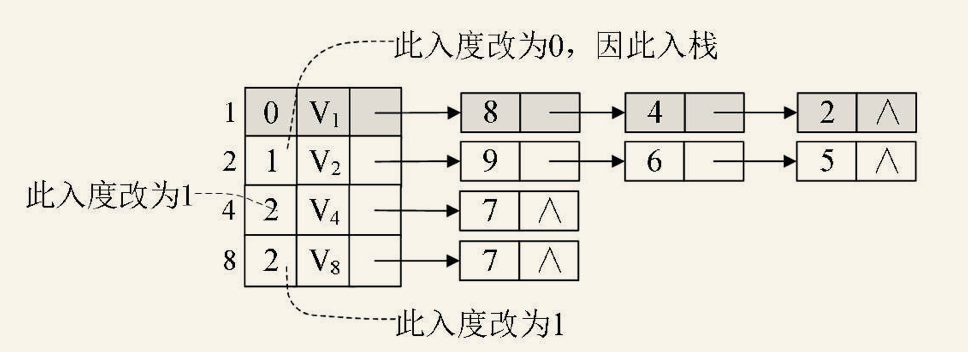 此入度改为0，因此入栈
1 0 V₁ 8 4 2 ∧
2 1 V₂ 9 6 5 ∧
此入度改为1
4 2 V₄ 7 ∧
8 2 V₈ 7 ∧
此入度改为1